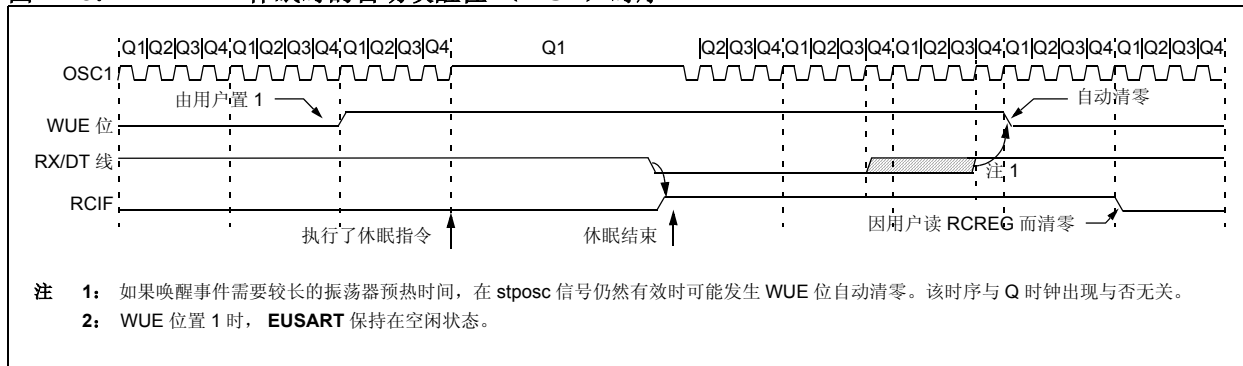 Q1 Q2 Q3 Q4 Q1 Q2 Q3 Q4 Q1 Q2 Q3 Q4 Q1 Q2 Q3 Q4 Q1 Q2 Q3 Q4 Q1 Q2 Q3 Q4 Q1 Q2 Q3 Q4 Q1 Q2 Q3 Q4
OSC1
由用户置 1
自动清零
WUE 位
RX/DT 线
注 1
RCIF
执行了休眠指令
休眠结束
因用户读 RCREG 而清零
注 1: 如果唤醒事件需要较长的振荡器预热时间,在 stposc 信号仍然有效时可能发生 WUE 位自动清零。该时序与 Q 时钟出现与否无关。
2: WUE 位置 1 时, EUSART 保持在空闲状态。